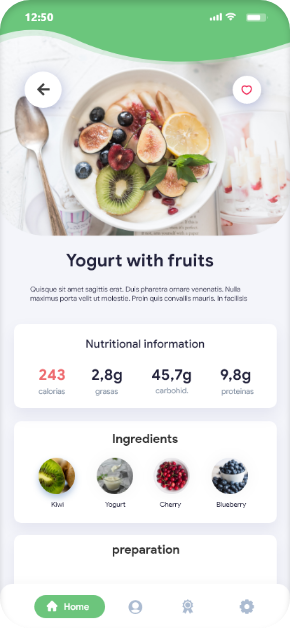 12:50
Yogurt with fruits
Quisque sit amet sagittis erat. Duis pharetra ornare venenatis. Nulla
maximus porta velit ut molestie. Proin quis convallis mauris. In facilisis
Nutritional information
243 2,8g 45,7g 9,8g
calorias grasas carbohid. proteinas
Ingredients
Kiwi Yogurt Cherry Blueberry
preparation
Home